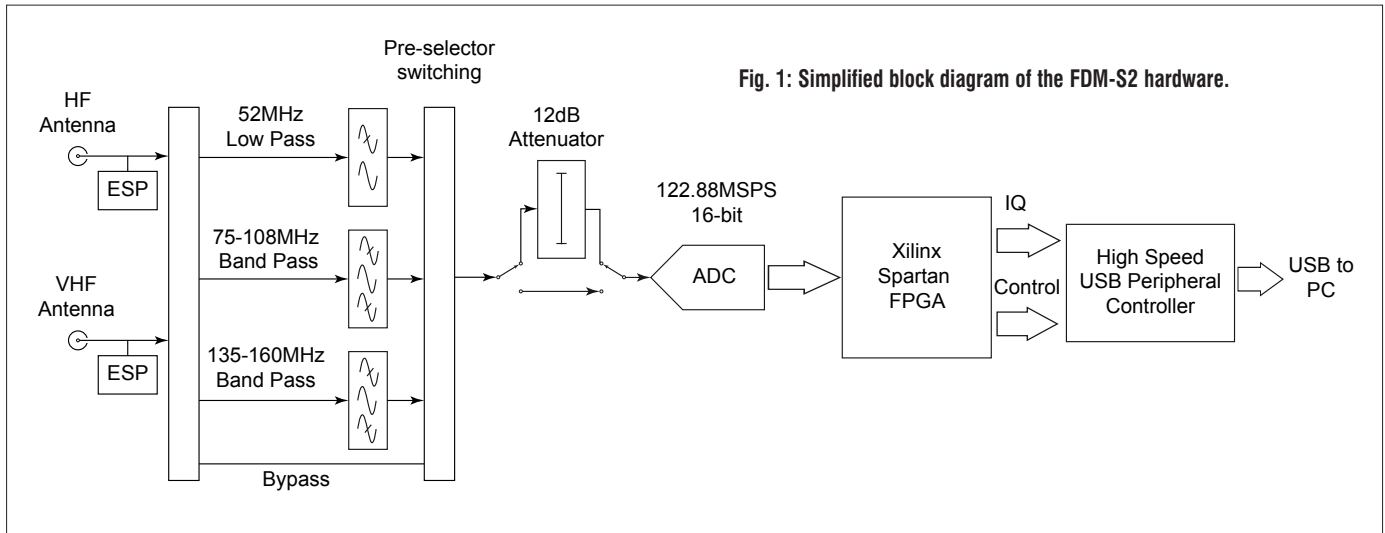 Fig. 1: Simplified block diagram of the FDM-S2 hardware.
Pre-selector
switching
HF
Antenna
ESP
52MHz
Low Pass
12dB
Attenuator
122.88MSPS
16-bit
ADC
Xilinx
Spartan
FPGA
IQ
Control
High Speed
USB Peripheral
Controller
USB to
PC
75-108MHz
Band Pass
VHF
Antenna
ESP
135-160MHz
Band Pass
Bypass